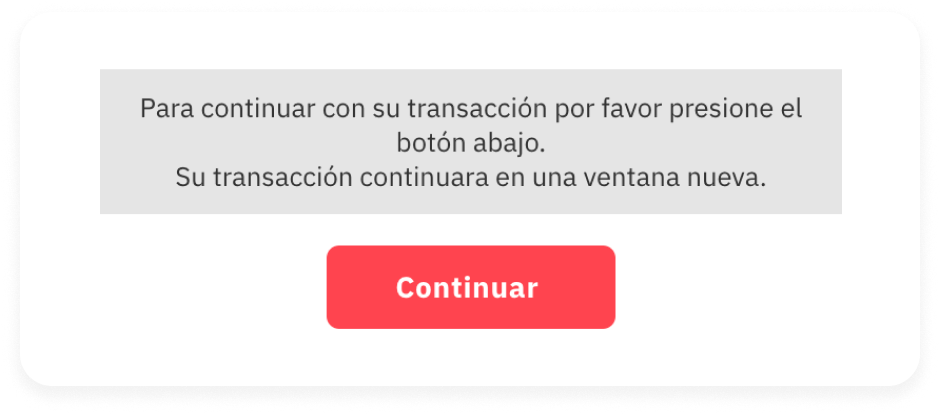 Para continuar con su transacción por favor presione el
botón abajo.
Su transacción continuara en una ventana nueva.
Continuar